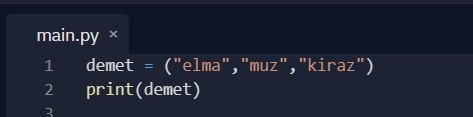 main.py ×
1 demet = ("elma","muz","kiraz")
2 print(demet)
3